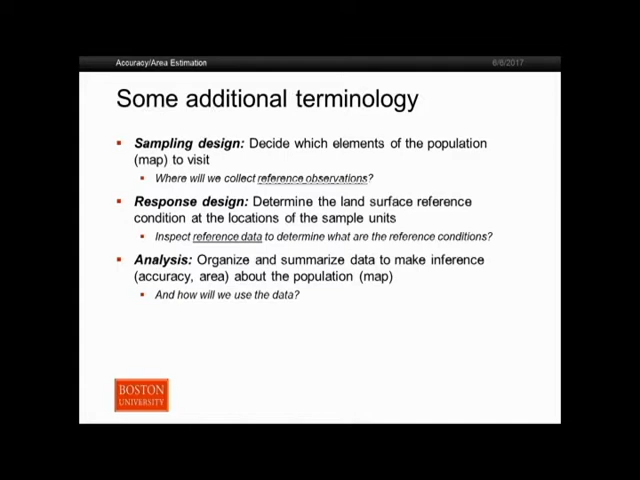 Accuracy/Area Estimation 6/6/2017
Some additional terminology
Sampling design: Decide which elements of the population
(map) to visit
Where will we collect reference observations?
Response design: Determine the land surface reference
condition at the locations of the sample units
Inspect reference data to determine what are the reference conditions?
Analysis: Organize and summarize data to make inference
(accuracy, area) about the population (map)
And how will we use the data?
BOSTON
UNIVERSITY